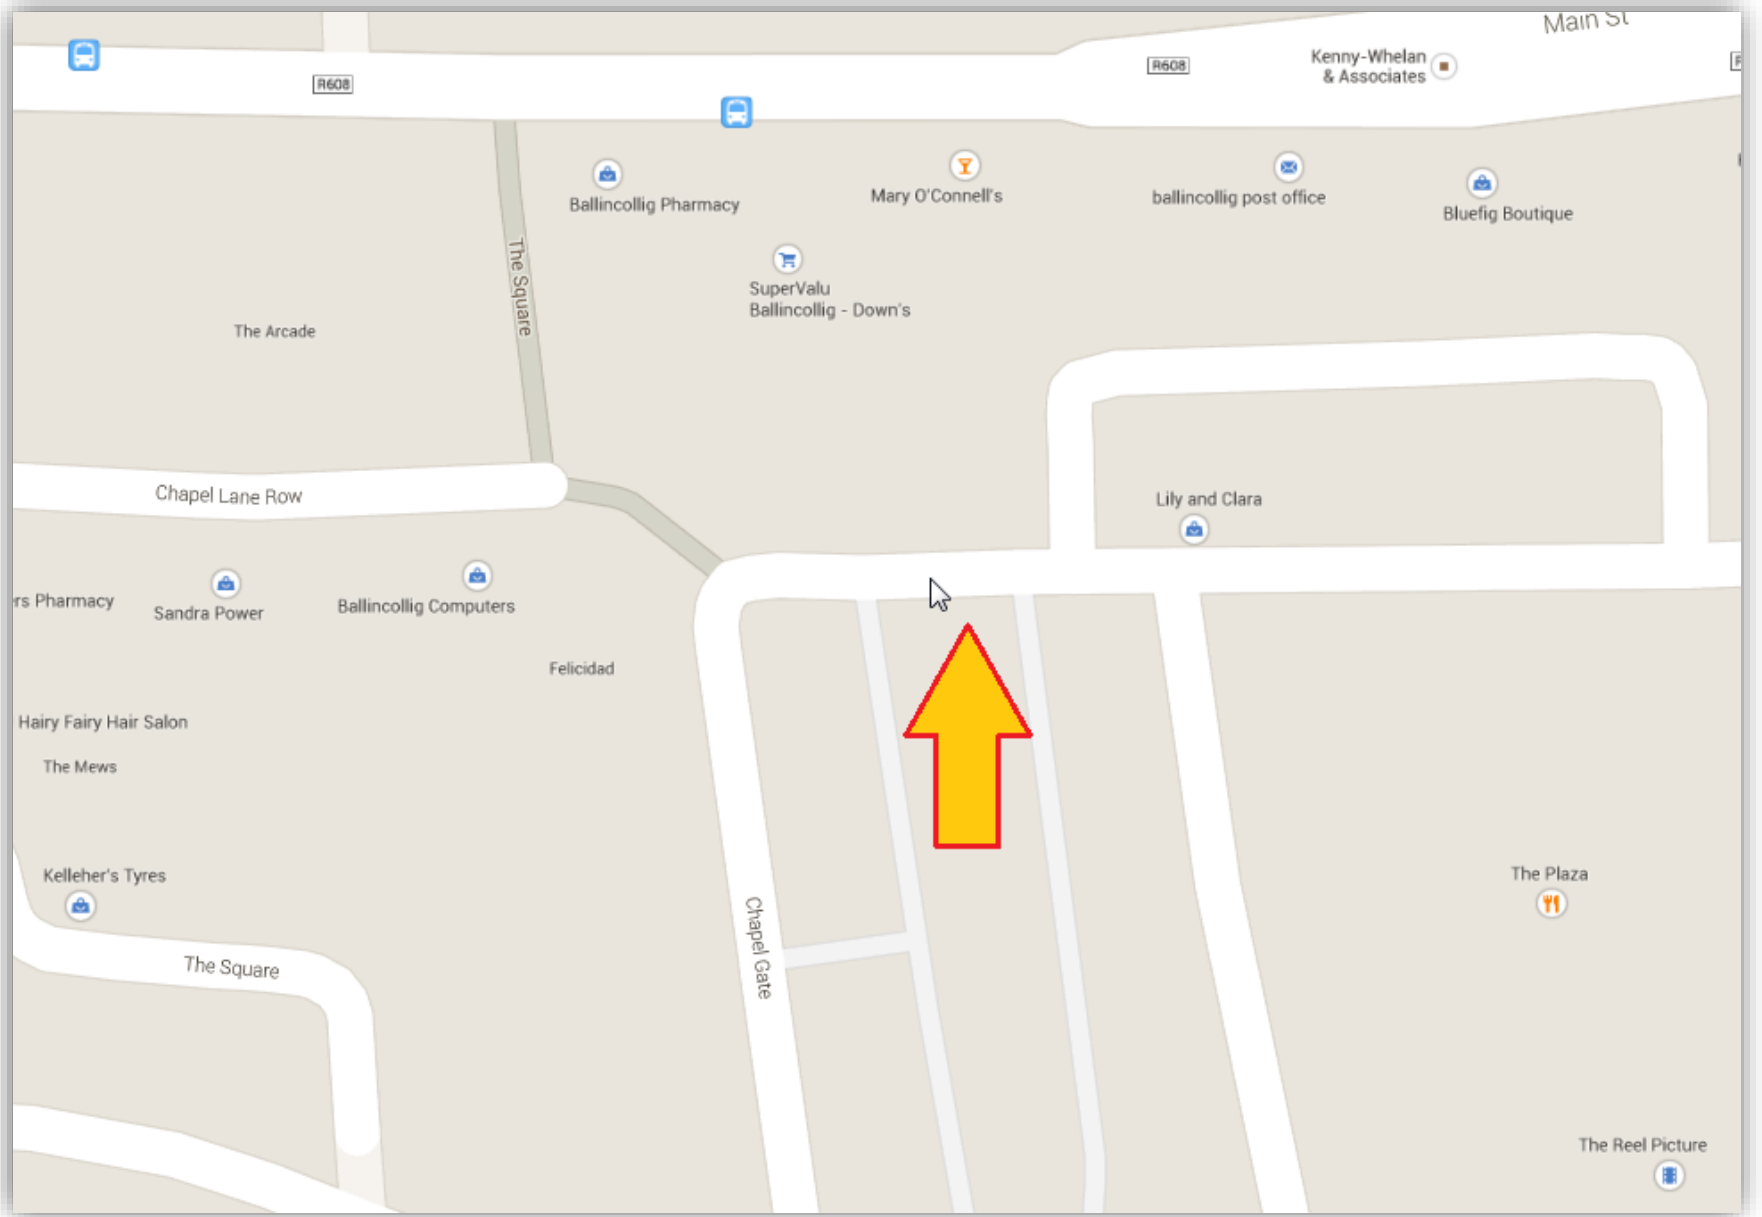 Main St
R608
R608
Kenny-Whelan
& Associates
Ballincollig Pharmacy
Mary O'Connell's
ballincollig post office
Bluefig Boutique
The Square
SuperValu
Ballincollig - Down's
The Arcade
Chapel Lane Row
Lily and Clara
rs Pharmacy
Sandra Power
Ballincollig Computers
Felicidad
Hairy Fairy Hair Salon
The Mews
Kelleher's Tyres
The Plaza
Chapel Gate
The Square
The Reel Picture